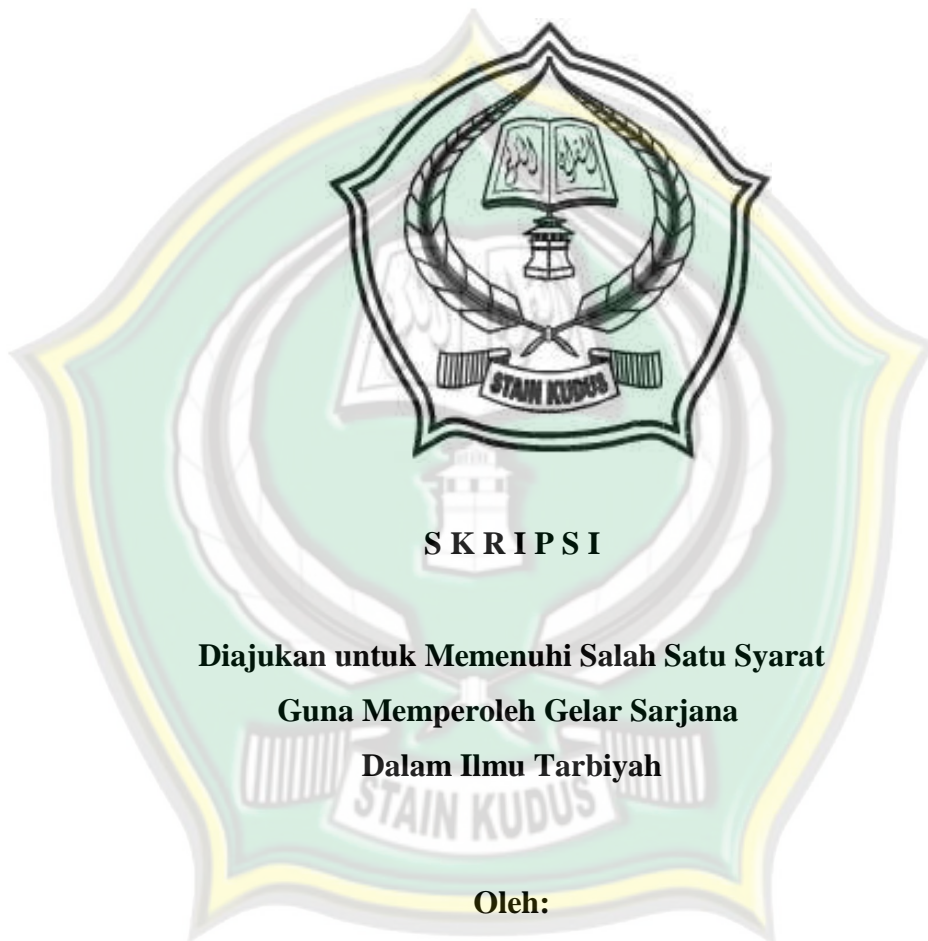 STAIN KUDUS
S K R I P S I
Diajukan untuk Memenuhi Salah Satu Syarat
Guna Memperoleh Gelar Sarjana
Dalam Ilmu Tarbiyah
STAIN KUDUS
Oleh: